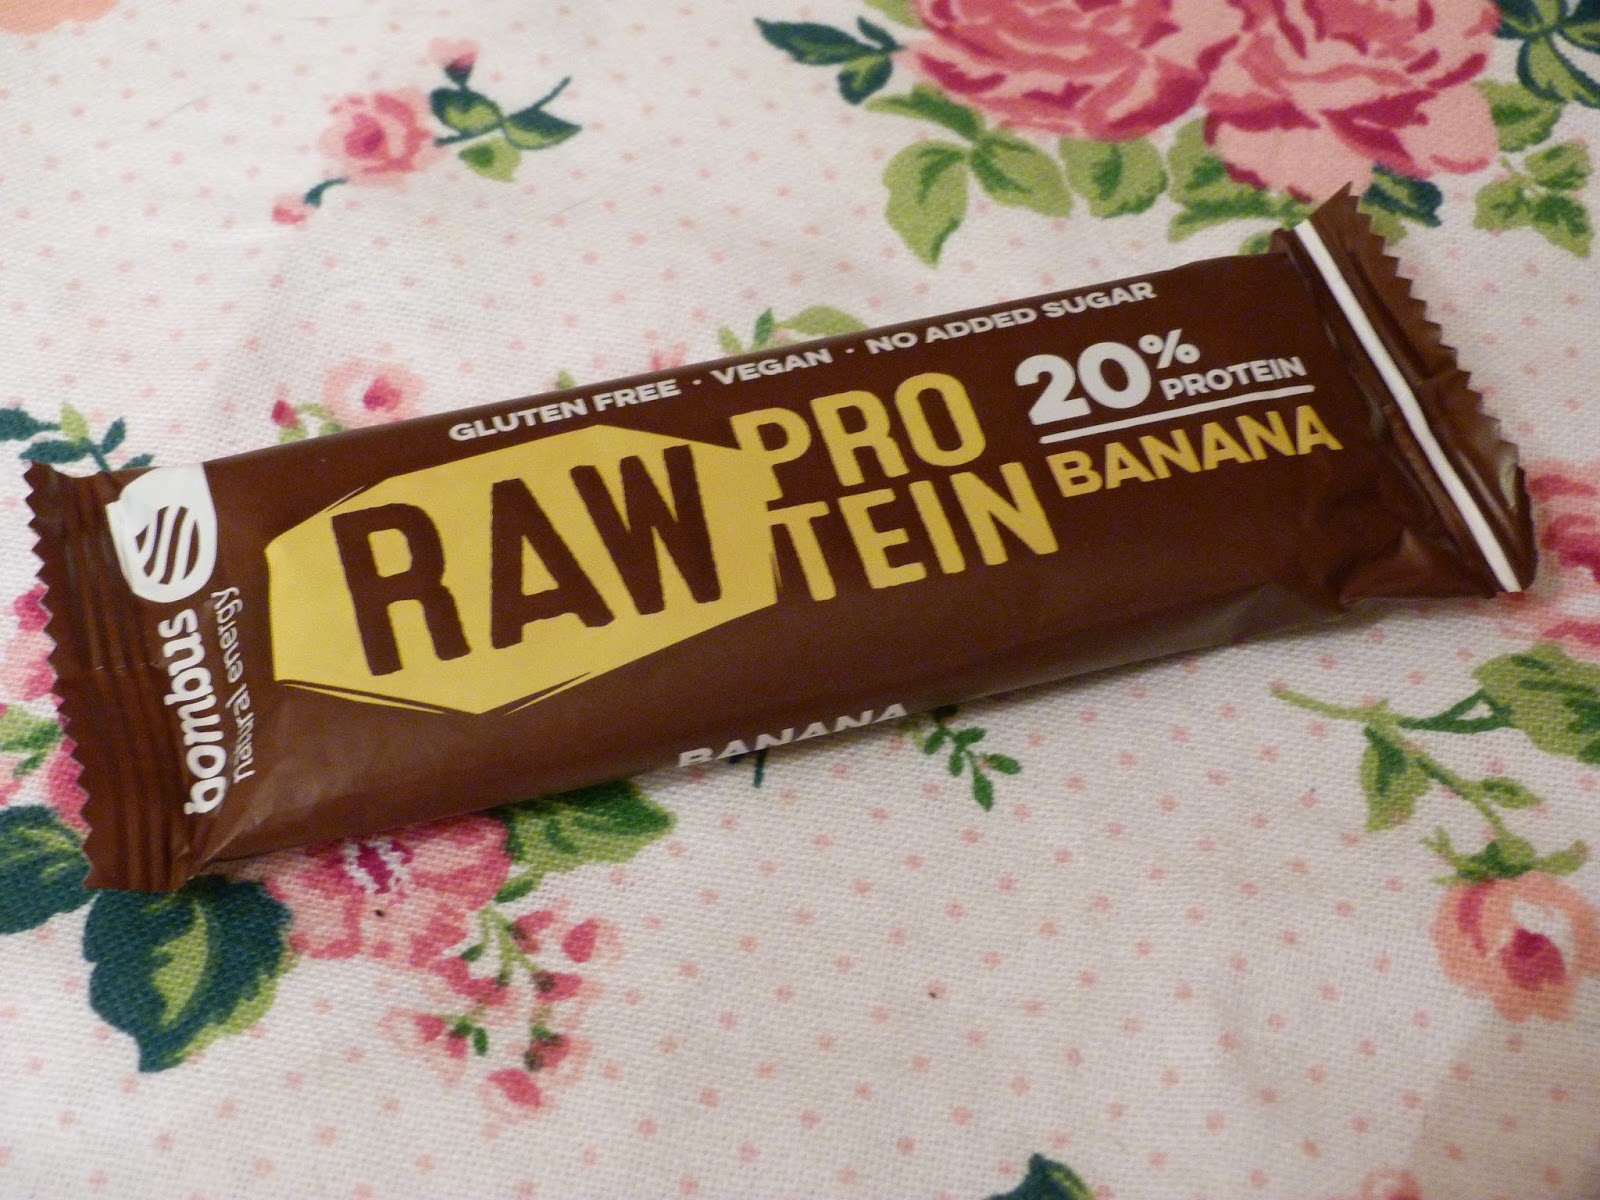 GLUTEN FREE · VEGAN · NO ADDED SUGAR
bombus
natural energy
RAW
PRO
TEIN
20% PROTEIN
BANANA
BANANA